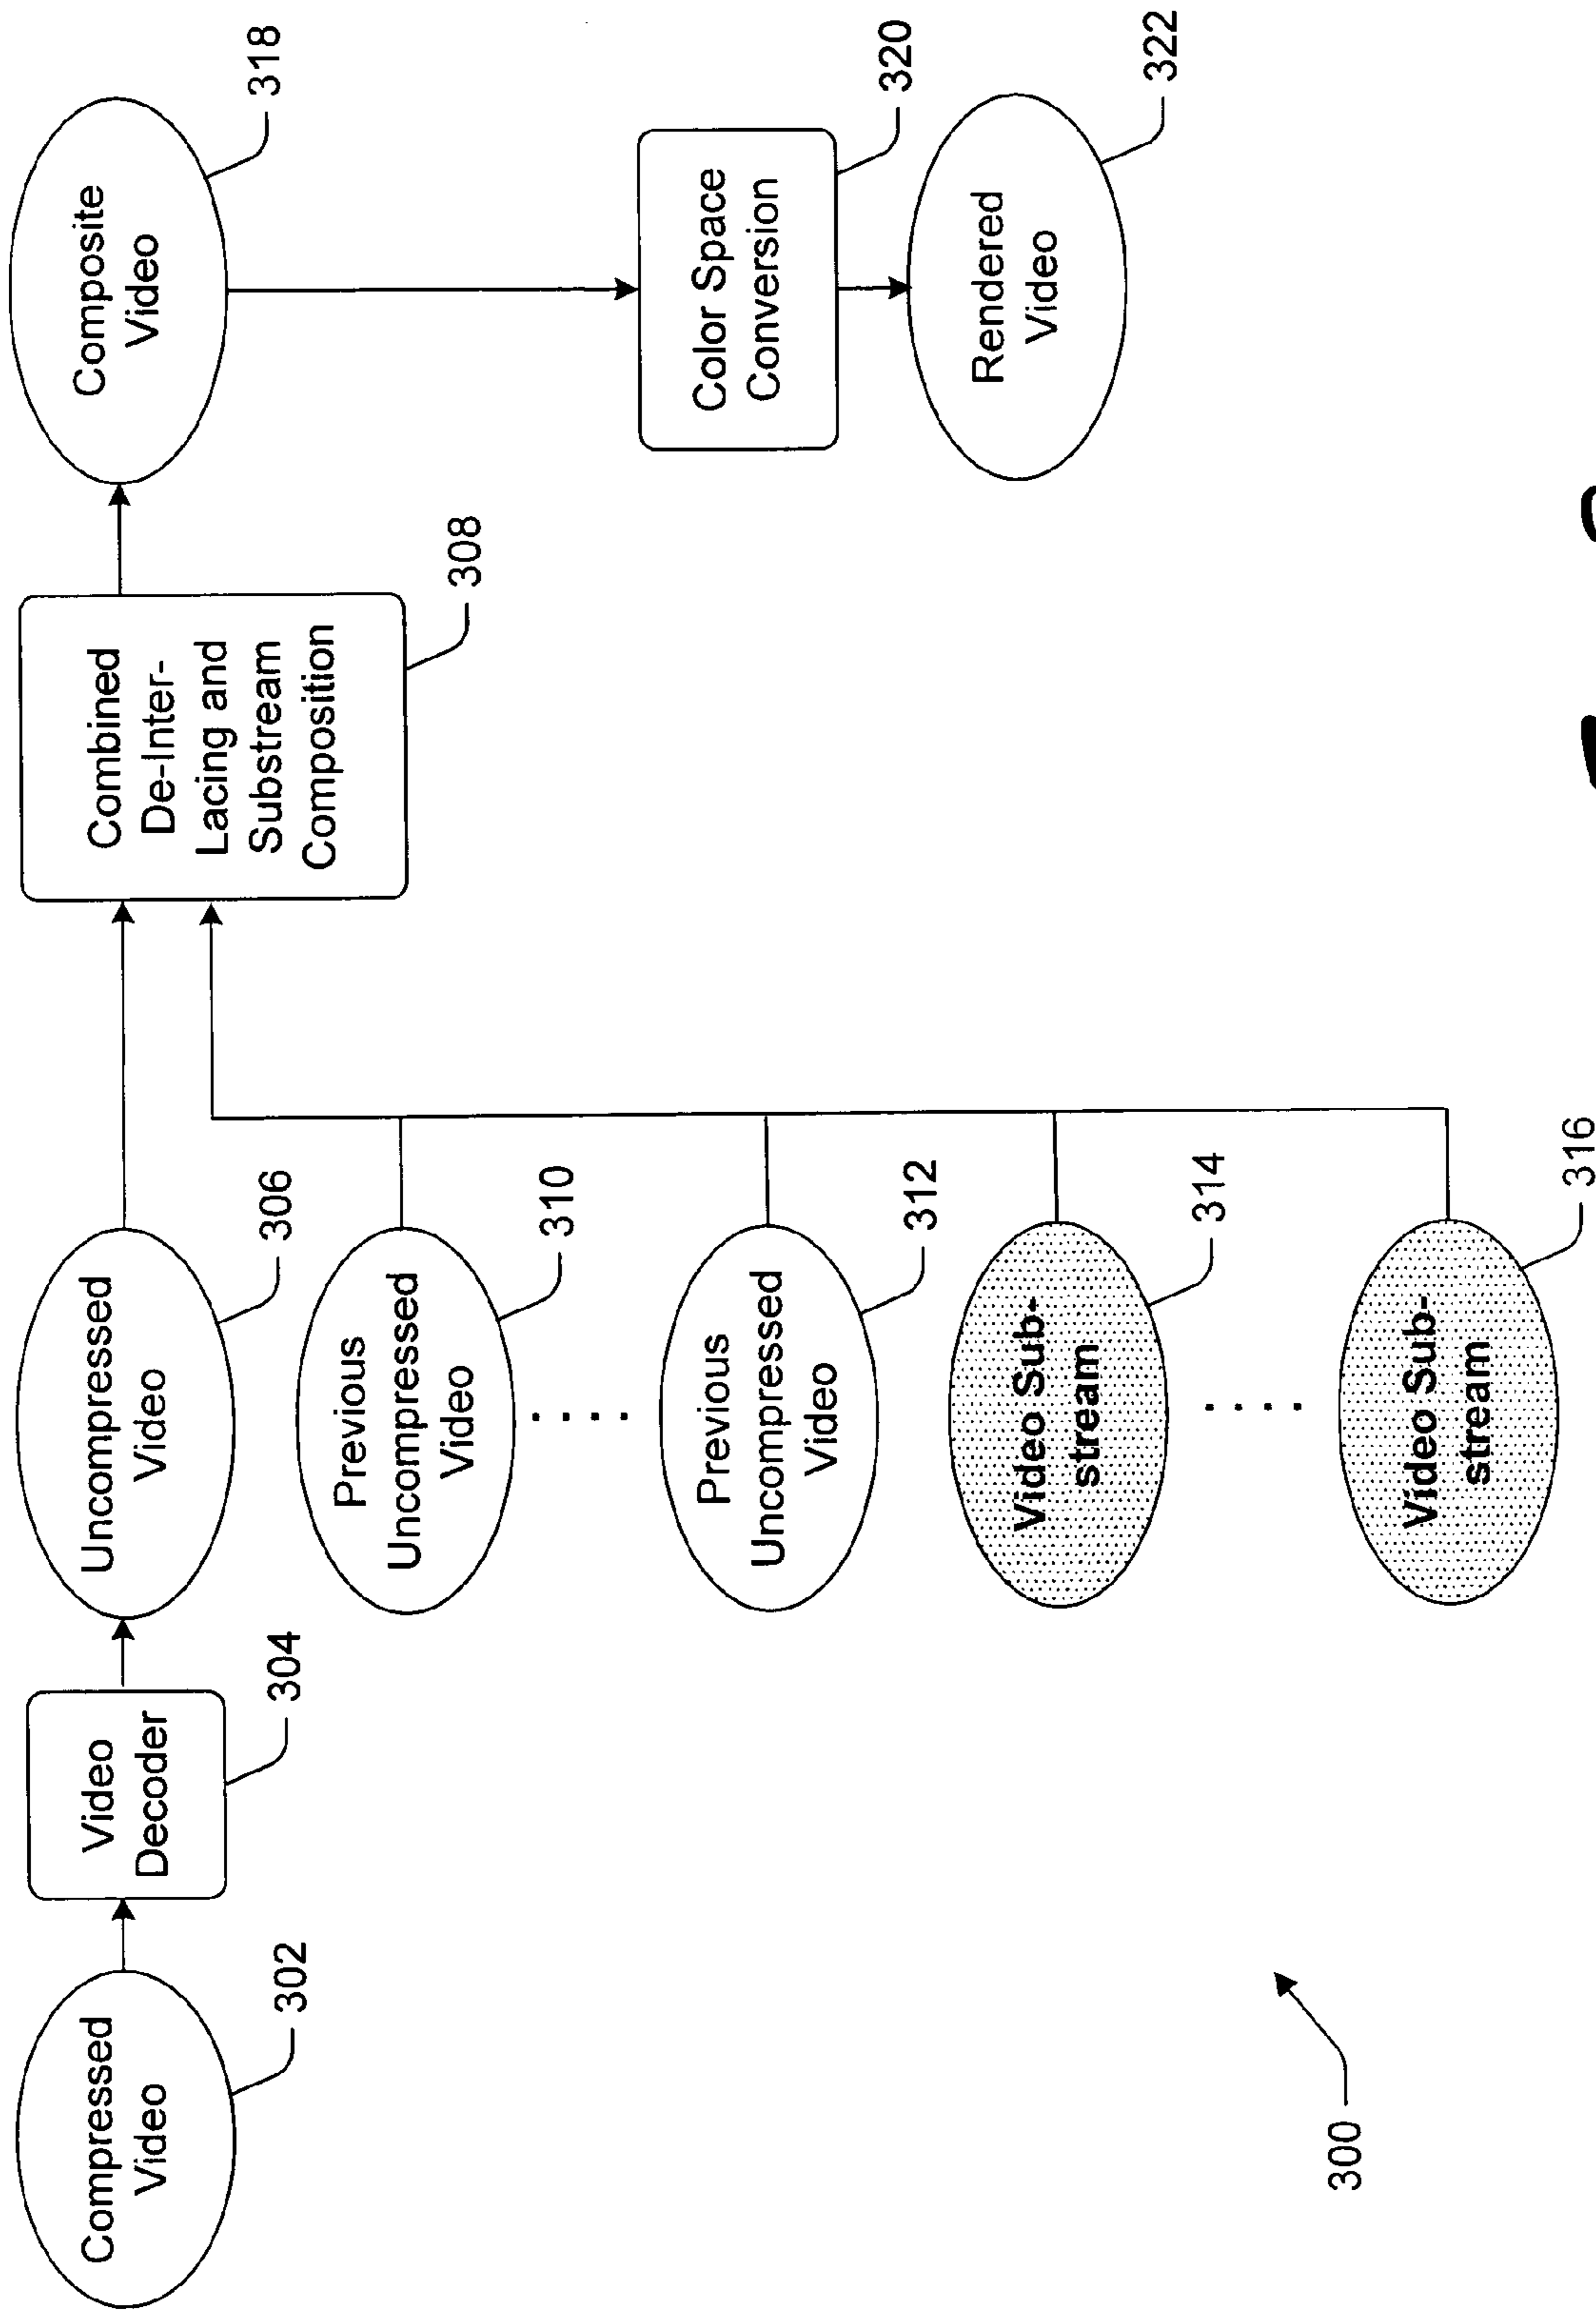 Compressed
Video
302
Video
Decoder
304
Uncompressed
Video
306
Combined
De-Inter-
Lacing and
Substream
Composition
308
Composite
Video
318
Previous
Uncompressed
Video
310
Previous
Uncompressed
Video
312
Video Sub-
stream
314
Video Sub-
stream
316
Color Space
Conversion
320
Rendered
Video
322
300